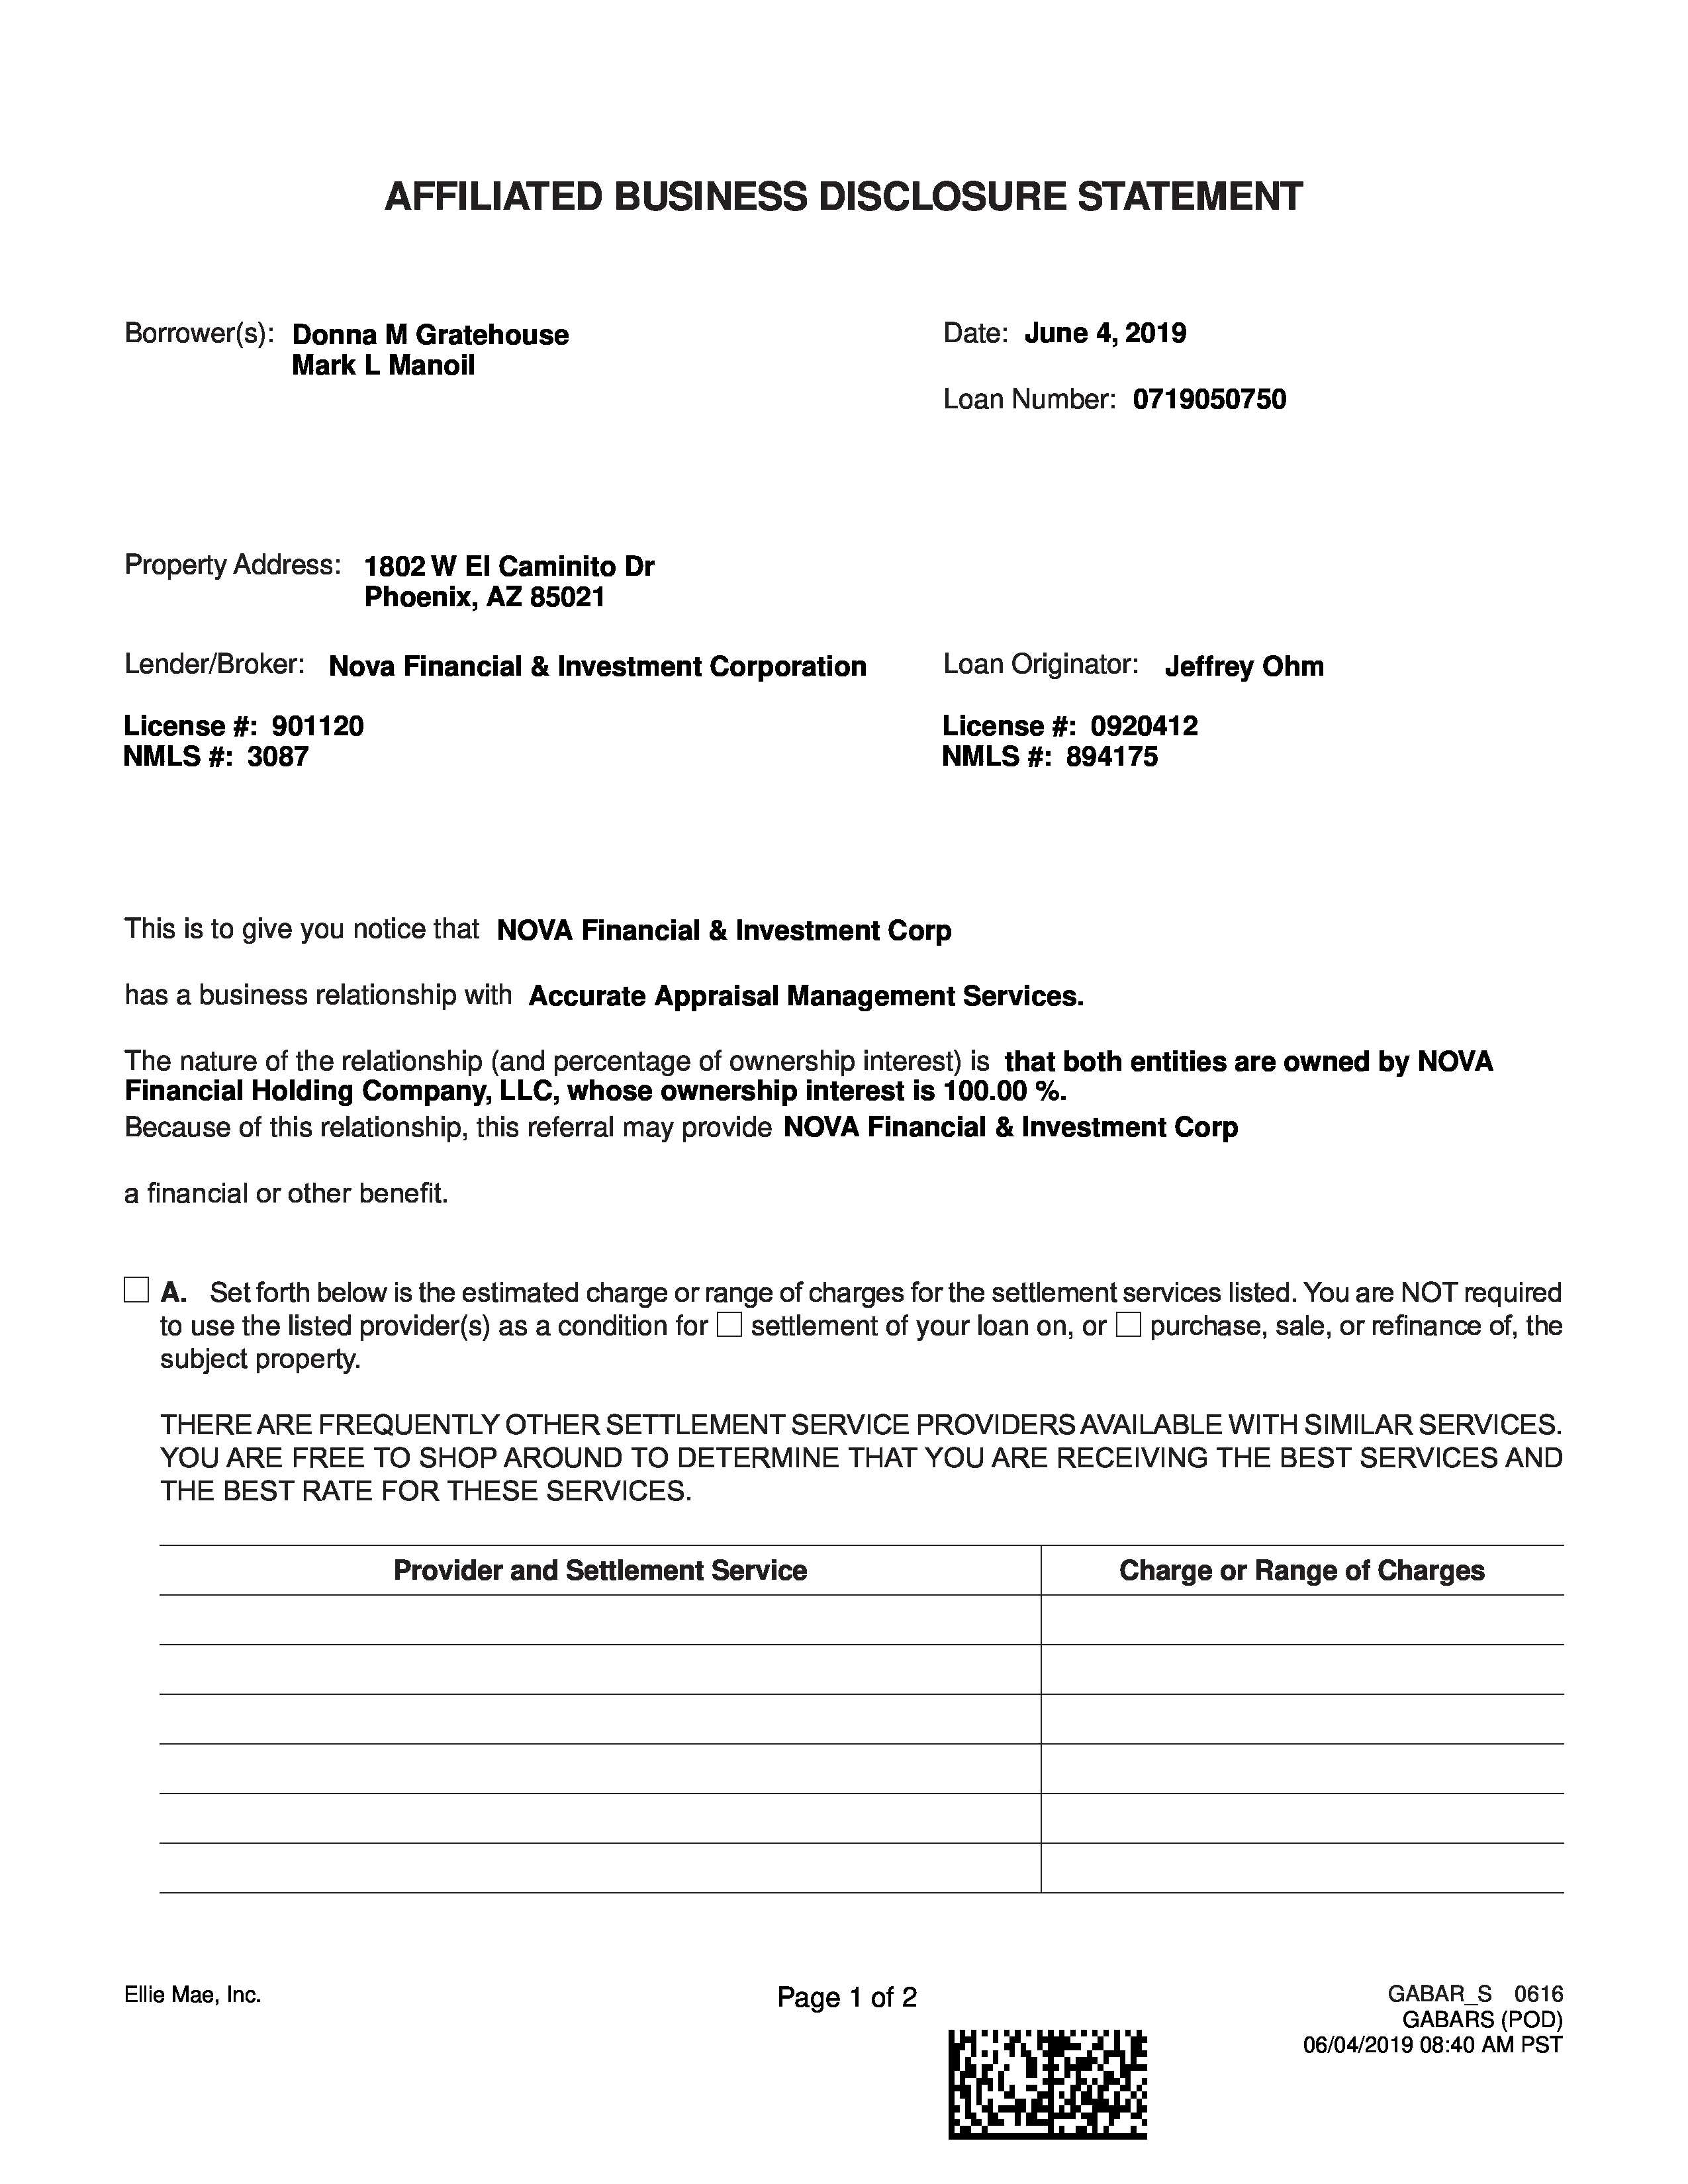 AFFILIATED BUSINESS DISCLOSURE STATEMENT
Borrower(s): Donna M Gratehouse
Mark L Manoil
Date: June 4, 2019
Loan Number: 0719050750
Property Address: 1802 W El Caminito Dr
Phoenix, AZ 85021
Lender/Broker: Nova Financial & Investment Corporation
Loan Originator: Jeffrey Ohm
License #: 901120
NMLS #: 3087
License #: 0920412
NMLS #: 894175
This is to give you notice that NOVA Financial & Investment Corp
has a business relationship with Accurate Appraisal Management Services.
The nature of the relationship (and percentage of ownership interest) is that both entities are owned by NOVA
Financial Holding Company, LLC, whose ownership interest is 100.00 %.
Because of this relationship, this referral may provide NOVA Financial & Investment Corp
a financial or other benefit.
☐ A. Set forth below is the estimated charge or range of charges for the settlement services listed. You are NOT required
to use the listed provider(s) as a condition for ☐ settlement of your loan on, or ☐ purchase, sale, or refinance of, the
subject property.
THERE ARE FREQUENTLY OTHER SETTLEMENT SERVICE PROVIDERS AVAILABLE WITH SIMILAR SERVICES.
YOU ARE FREE TO SHOP AROUND TO DETERMINE THAT YOU ARE RECEIVING THE BEST SERVICES AND
THE BEST RATE FOR THESE SERVICES.
Provider and Settlement Service Charge or Range of Charges
Ellie Mae, Inc.
Page 1 of 2
GABAR_S 0616
GABARS (POD)
06/04/2019 08:40 AM PST